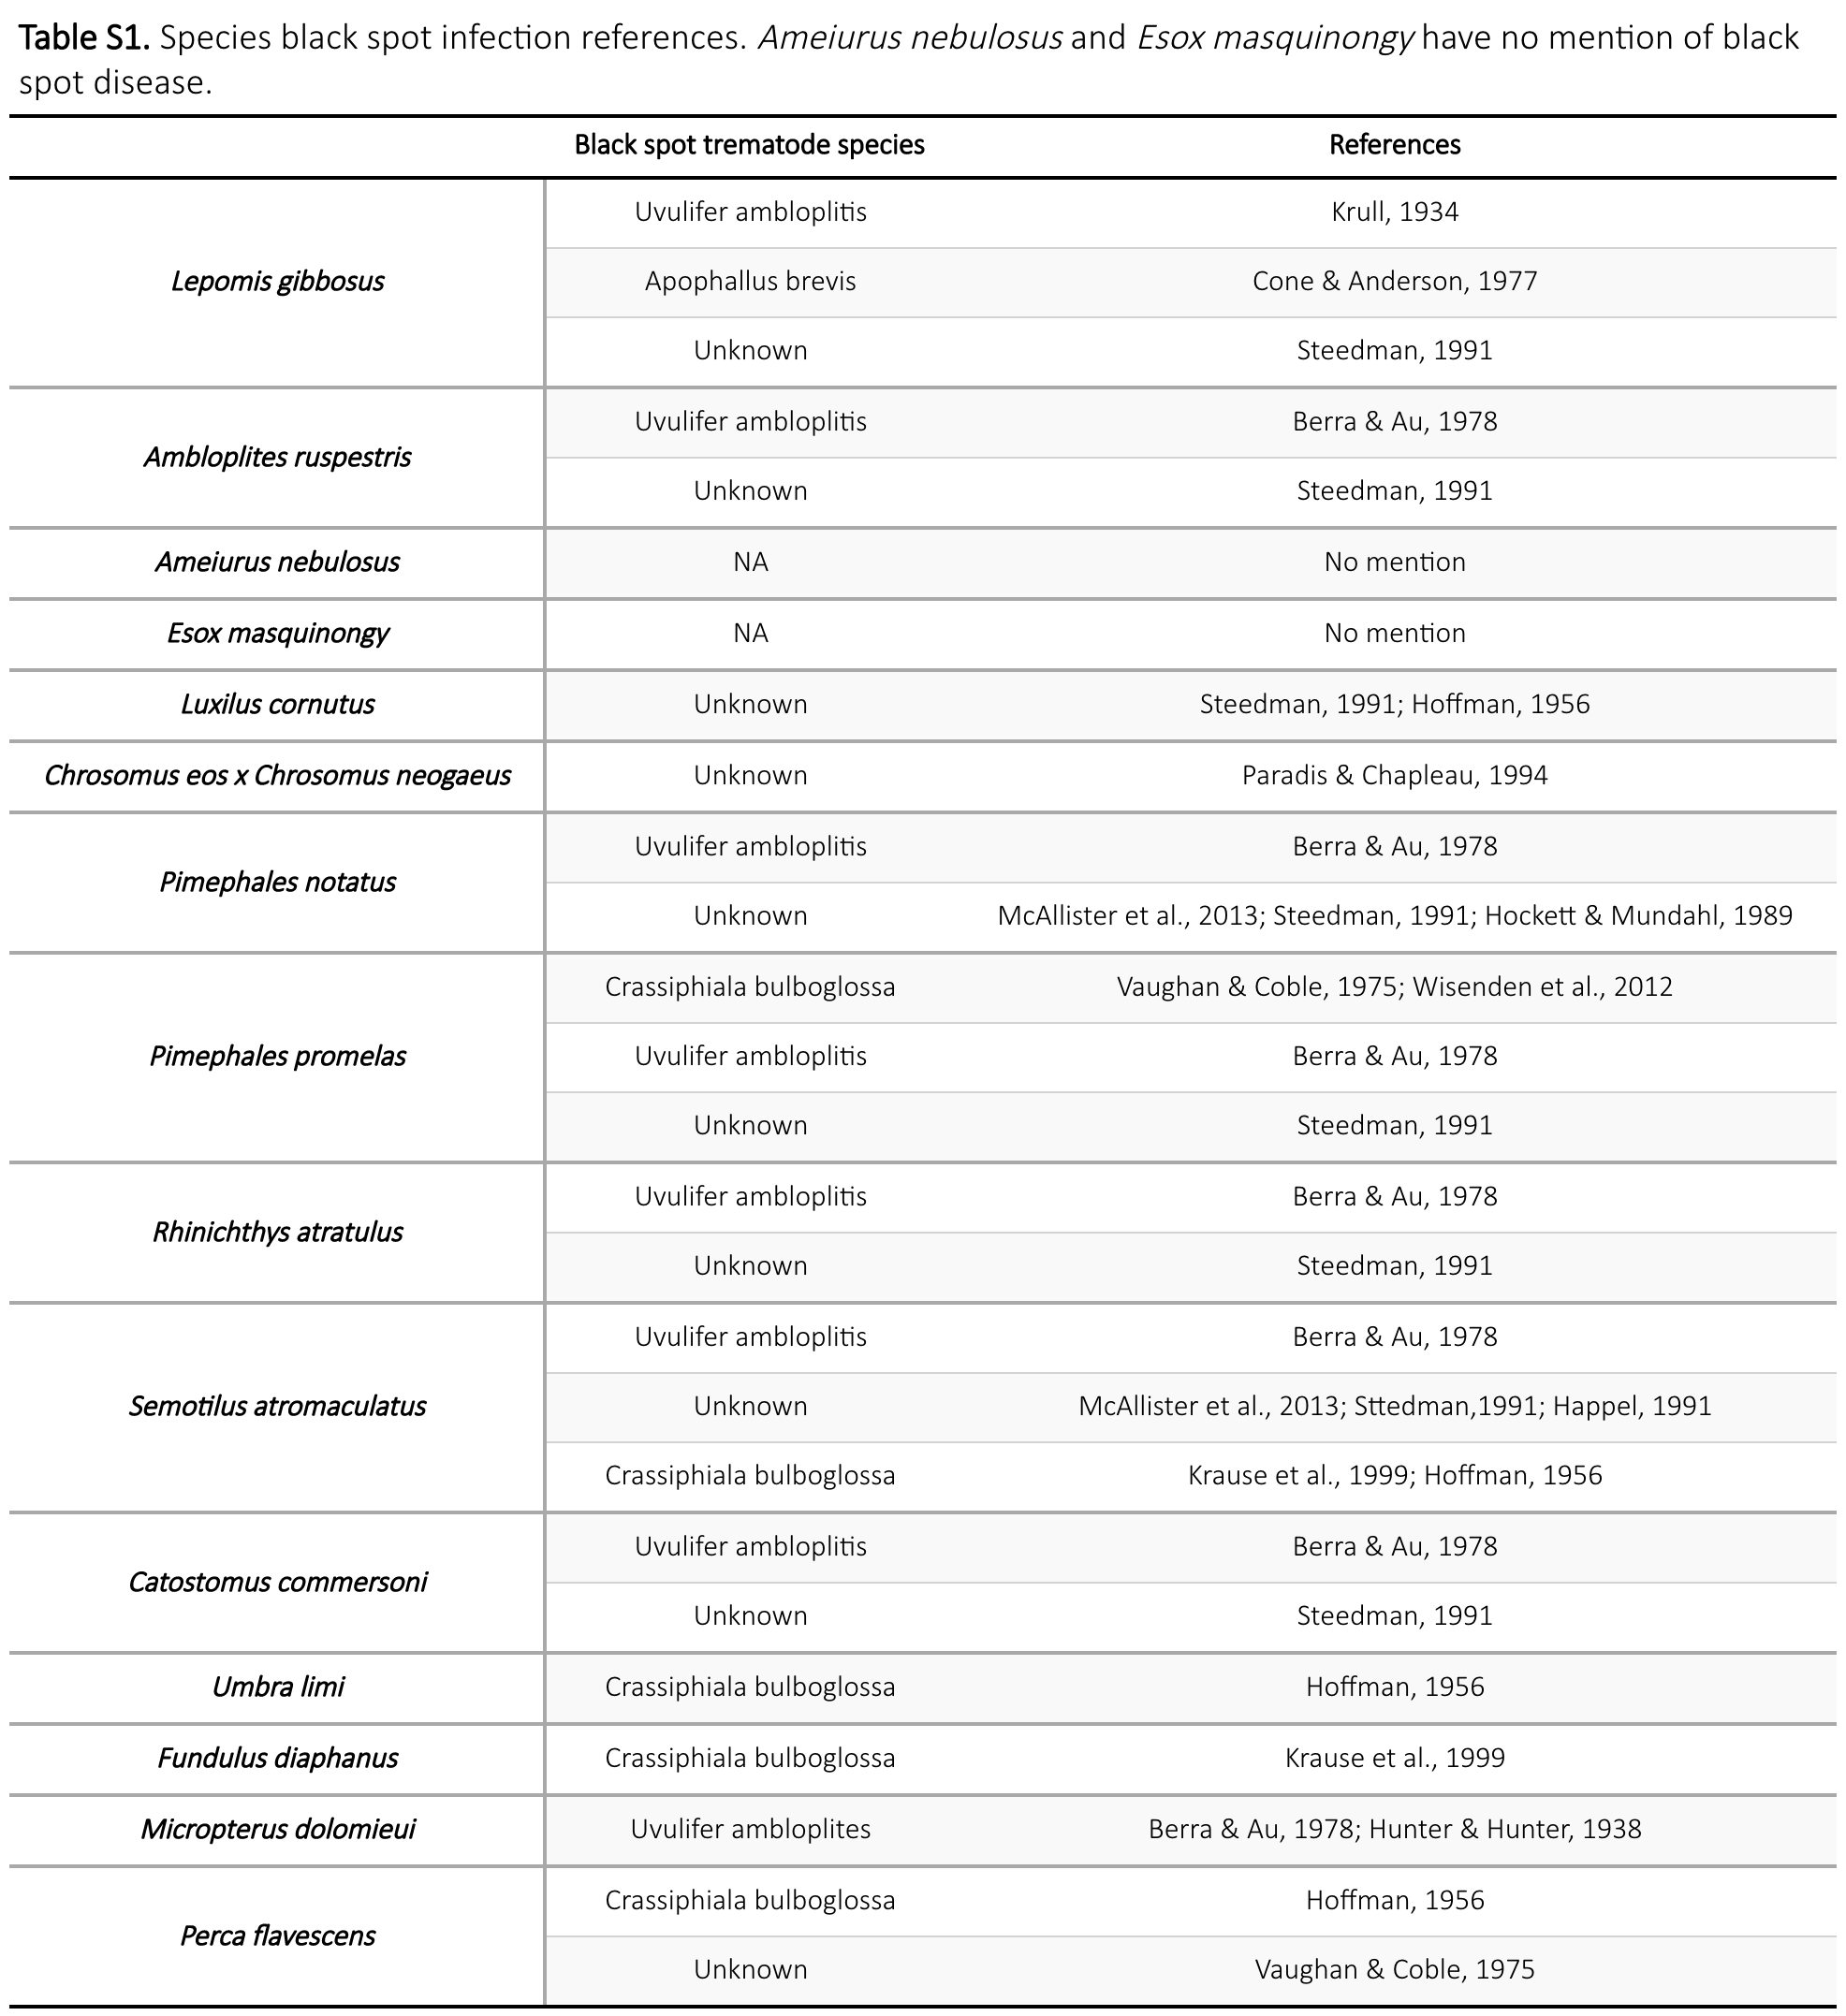 Table S1. Species black spot infection references. Ameiurus nebulosus and Esox masquinongy have no mention of black
spot disease.
Black spot trematode species References
Lepomis gibbosus
Uvulifer ambloplitis Krull, 1934
Apophallus brevis Cone & Anderson, 1977
Unknown Steedman, 1991
Ambloplites ruspestris
Uvulifer ambloplitis Berra & Au, 1978
Unknown Steedman, 1991
Ameiurus nebulosus NA No mention
Esox masquinongy NA No mention
Luxilus cornutus Unknown Steedman, 1991; Hoffman, 1956
Chrosomus eos x Chrosomus neogaeus Unknown Paradis & Chapleau, 1994
Pimephales notatus
Uvulifer ambloplitis Berra & Au, 1978
Unknown McAllister et al., 2013; Steedman, 1991; Hockett & Mundahl, 1989
Pimephales promelas
Crassiphiala bulboglossa Vaughan & Coble, 1975; Wisenden et al., 2012
Uvulifer ambloplitis Berra & Au, 1978
Unknown Steedman, 1991
Rhinichthys atratulus
Uvulifer ambloplitis Berra & Au, 1978
Unknown Steedman, 1991
Semotilus atromaculatus
Uvulifer ambloplitis Berra & Au, 1978
Unknown McAllister et al., 2013; Sttedman,1991; Happel, 1991
Crassiphiala bulboglossa Krause et al., 1999; Hoffman, 1956
Catostomus commersoni
Uvulifer ambloplitis Berra & Au, 1978
Unknown Steedman, 1991
Umbra limi Crassiphiala bulboglossa Hoffman, 1956
Fundulus diaphanus Crassiphiala bulboglossa Krause et al., 1999
Micropterus dolomieui Uvulifer ambloplites Berra & Au, 1978; Hunter & Hunter, 1938
Perca flavescens
Crassiphiala bulboglossa Hoffman, 1956
Unknown Vaughan & Coble, 1975